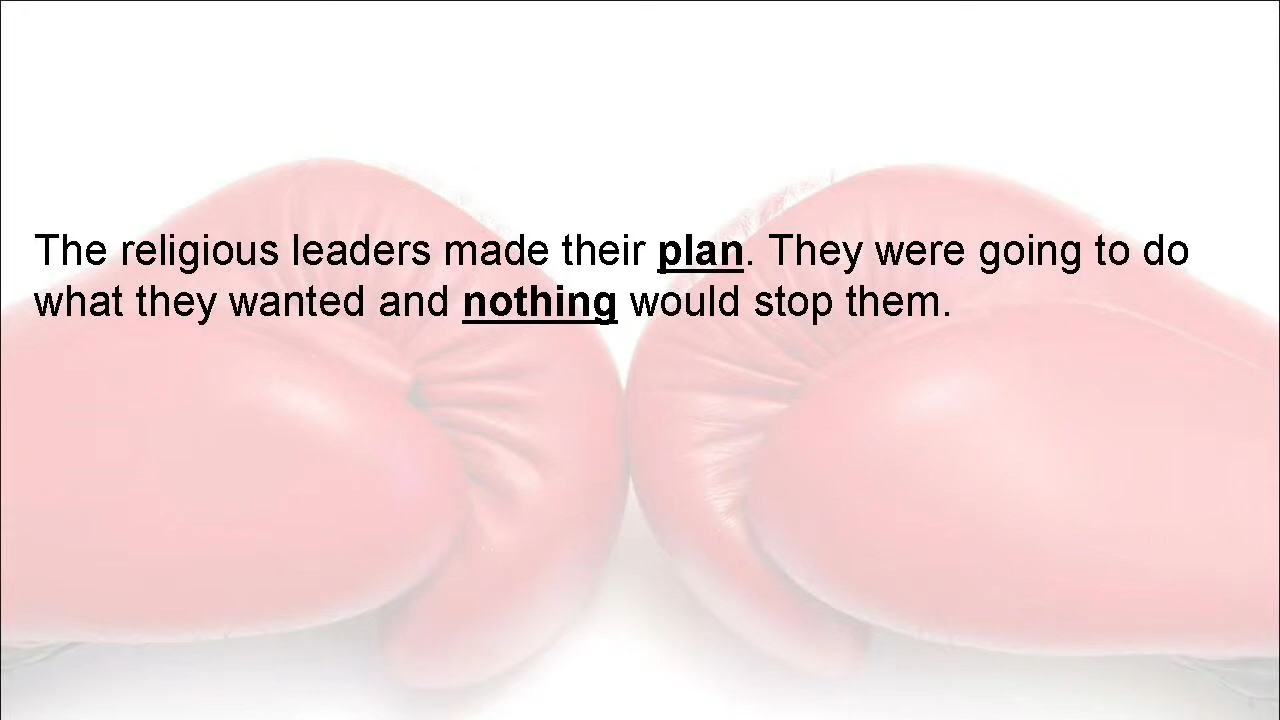 The religious leaders made their plan. They were going to do
what they wanted and nothing would stop them.